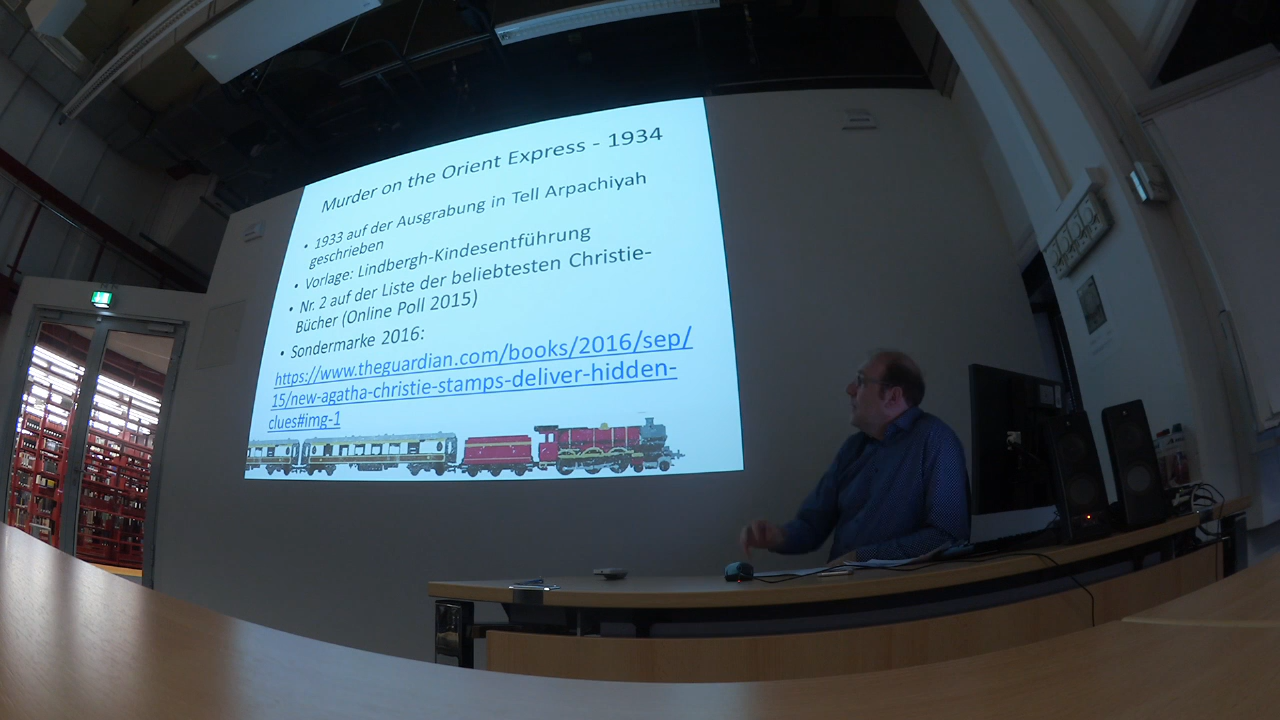 Murder on the Orient Express - 1934
• 1933 auf der Ausgrabung in Tell Arpachiyah
geschrieben
• Vorlage: Lindbergh-Kindesentführung
• Nr. 2 auf der Liste der beliebtesten Christie-
Bücher (Online Poll 2015)
• Sondermarke 2016:
https://www.theguardian.com/books/2016/sep/
15/new-agatha-christie-stamps-deliver-hidden-
clues#img-1